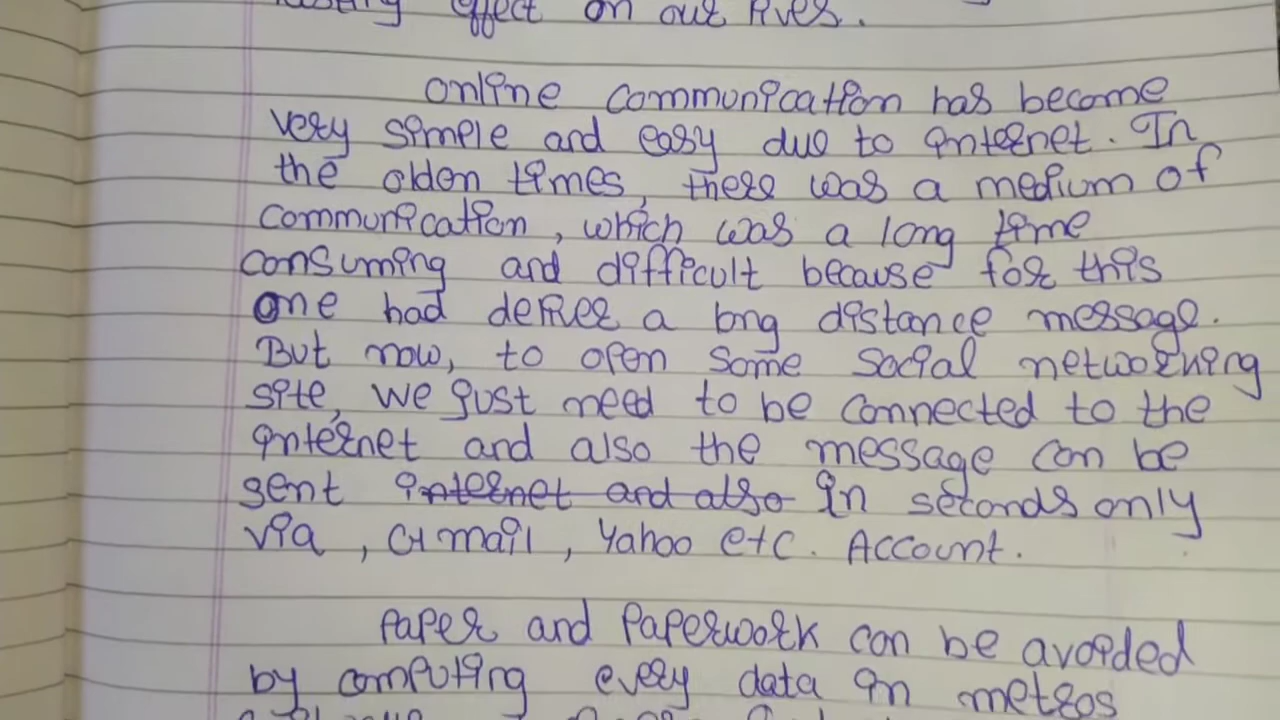 effect on our lives.
Online Communication has become
very simple and easy due to internet. In
the olden times, there was a medium of
communication, which was a long time
consuming and difficult because for this
one had deliver a long distance message.
But now, to open some social networking
site, we just need to be connected to the
internet and also the message can be
sent internet and also in seconds only
via , Gmail, Yahoo etc. Account.
Paper and Paperwork can be avoided
by computing every data in metros